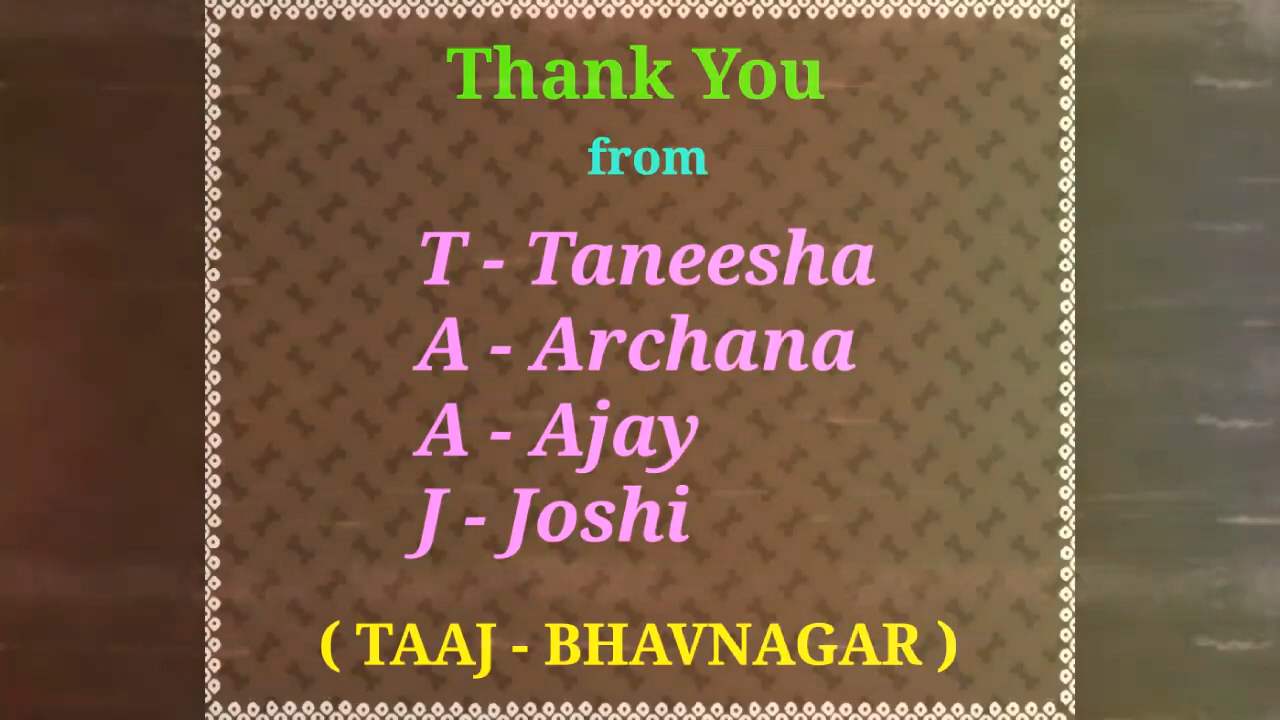 Thank You
from
T - Taneesha
A - Archana
A - Ajay
J - Joshi
( TAAJ - BHAVNAGAR )